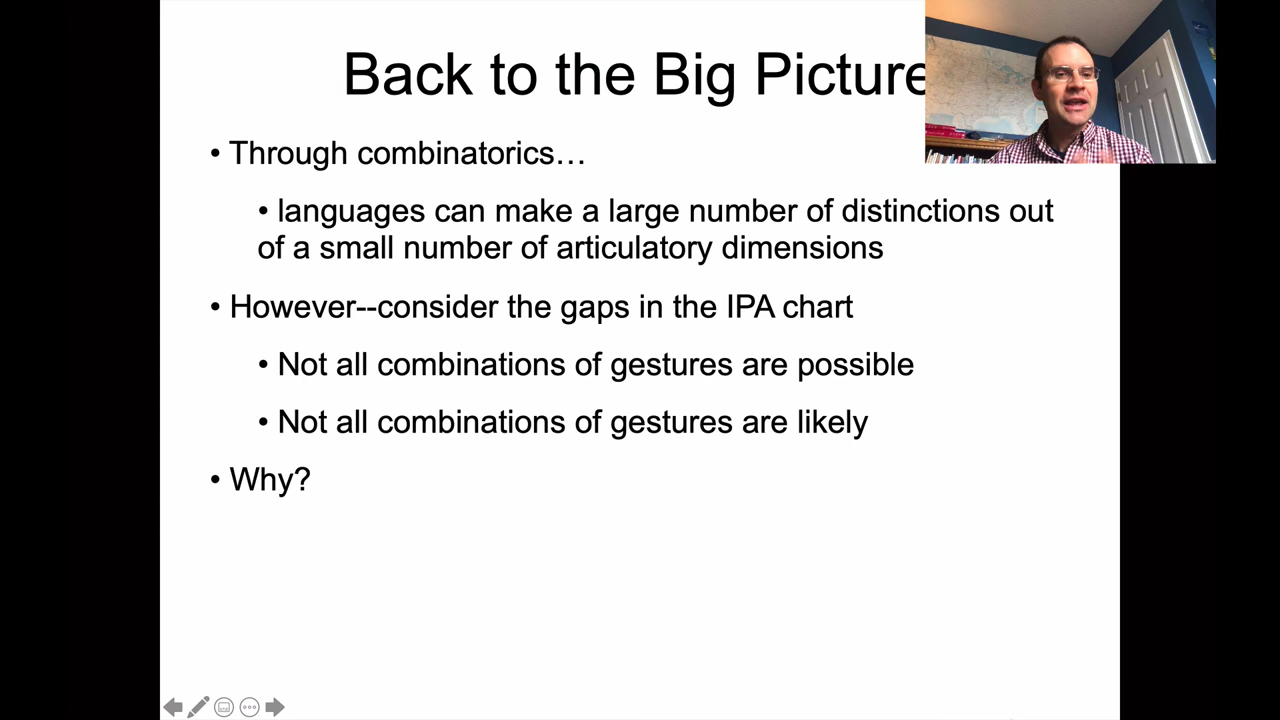 Back to the Big Picture
• Through combinatorics…
• languages can make a large number of distinctions out
of a small number of articulatory dimensions
• However--consider the gaps in the IPA chart
• Not all combinations of gestures are possible
• Not all combinations of gestures are likely
• Why?